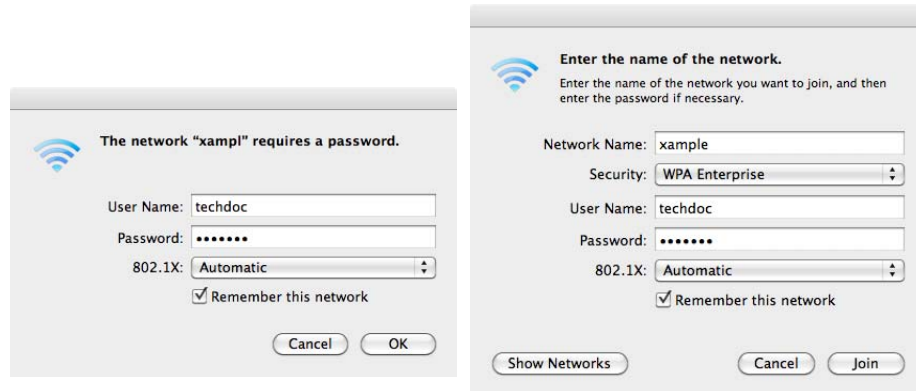 The network “xampl” requires a password.
User Name: techdoc
Password: •••••••
802.1X: Automatic
Remember this network
Cancel OK
Enter the name of the network.
Enter the name of the network you want to join, and then
enter the password if necessary.
Network Name: xample
Security: WPA Enterprise
User Name: techdoc
Password: •••••••
802.1X: Automatic
Remember this network
Show Networks Cancel Join